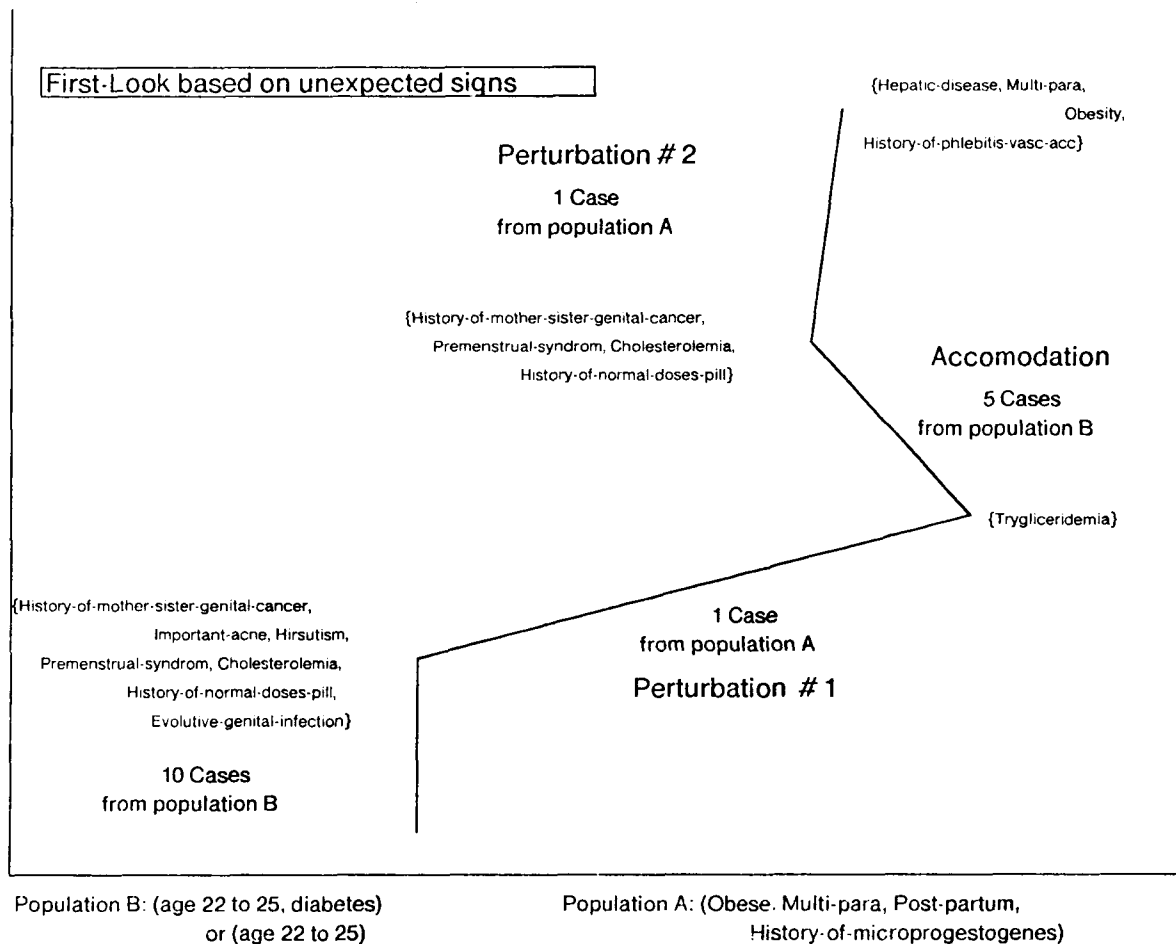 First-Look based on unexpected signs
{Hepatic-disease, Multi-para,
Obesity,
History-of-phlebitis-vasc-acc}
Perturbation # 2
1 Case
from population A
{History-of-mother-sister-genital-cancer,
Premenstrual-syndrom, Cholesterolemia,
History-of-normal-doses-pill}
Accomodation
5 Cases
from population B
{Trygliceridemia}
{History-of-mother-sister-genital-cancer,
Important-acne, Hirsutism,
Premenstrual-syndrom, Cholesterolemia,
History-of-normal-doses-pill,
Evolutive-genital-infection}
1 Case
from population A
Perturbation # 1
10 Cases
from population B
Population B: (age 22 to 25, diabetes)
or (age 22 to 25)
Population A: (Obese. Multi-para, Post-partum,
History-of-microprogestogenes)